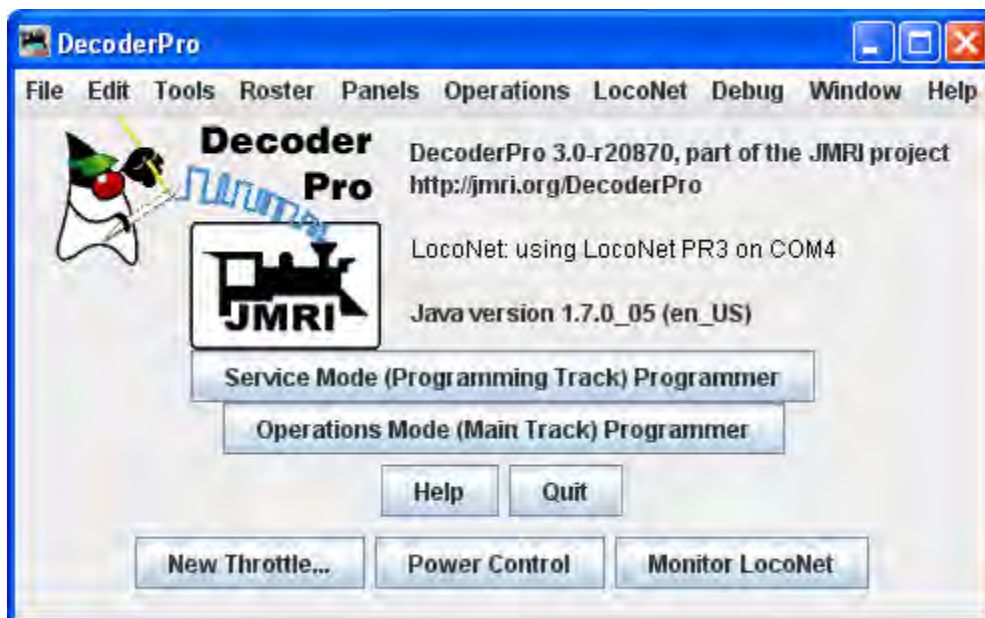 DecoderPro
File Edit Tools Roster Panels Operations LocoNet Debug Window Help
Decoder
Pro
DecoderPro 3.0-r20870, part of the JMRI project
http://jmri.org/DecoderPro
LocoNet: using LocoNet PR3 on COM4
JMRI
Java version 1.7.0_05 (en_US)
Service Mode (Programming Track) Programmer
Operations Mode (Main Track) Programmer
Help Quit
New Throttle... Power Control Monitor LocoNet